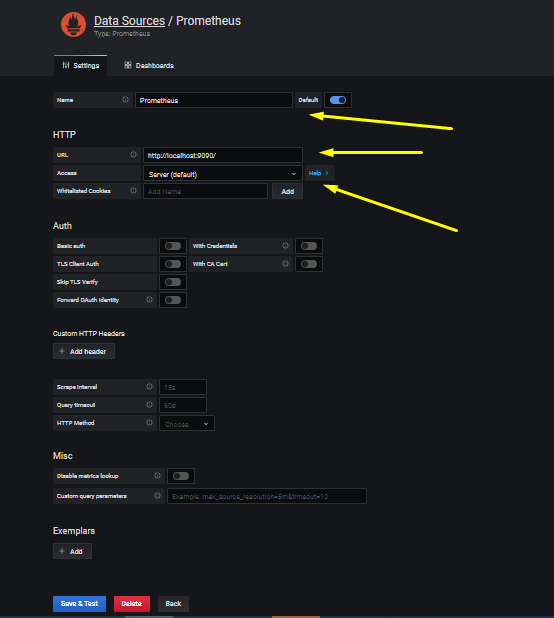 Data Sources / Prometheus
Type: Prometheus
Settings
Dashboards
Name
Prometheus
Default
HTTP
URL
http://localhost:9090/
Access
Server (default)
Help >
Whitelisted Cookies
Add Name
Add
Auth
Basic auth
With Credentials
TLS Client Auth
With CA Cert
Skip TLS Verify
Forward OAuth Identity
Custom HTTP Headers
+ Add header
Scrape interval
15s
Query timeout
60s
HTTP Method
Choose
Misc
Disable metrics lookup
Custom query parameters
Example: max_source_resolution=5m&timeout=10
Exemplars
+ Add
Save & Test
Delete
Back